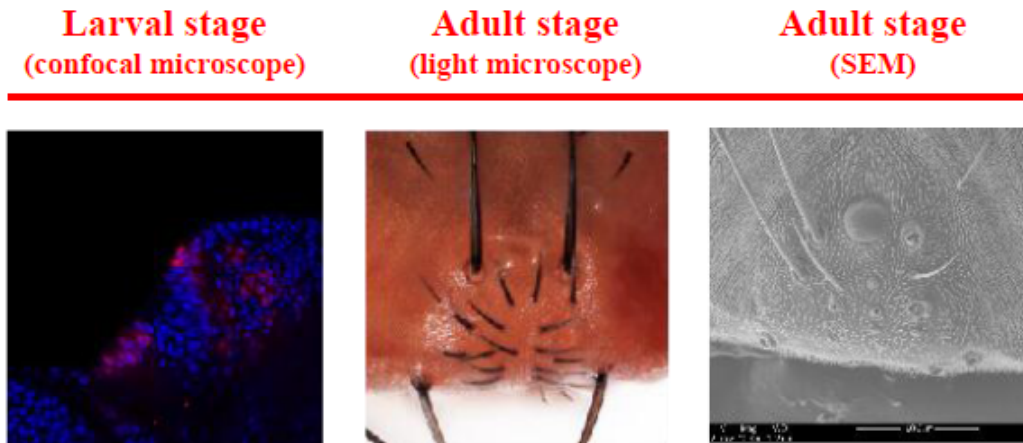 Larval stage
(confocal microscope)
Adult stage
(light microscope)
Adult stage
(SEM)